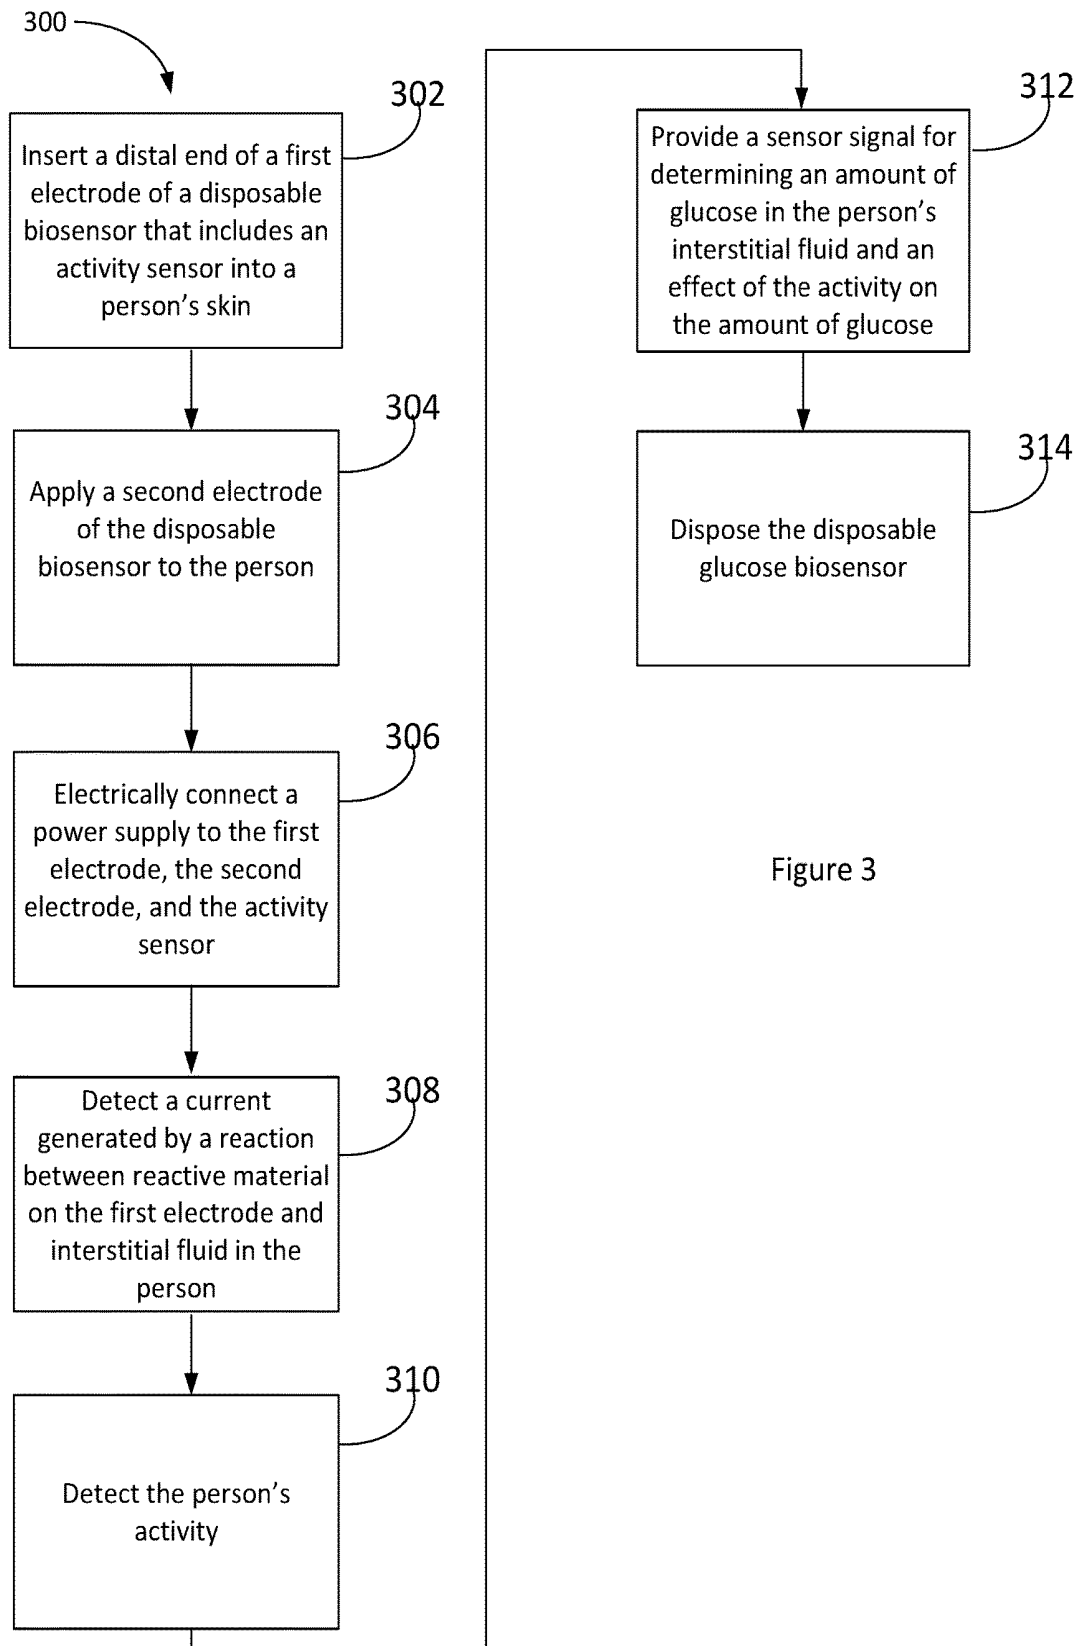 300
302
Insert a distal end of a first
electrode of a disposable
biosensor that includes an
activity sensor into a
person's skin
304
Apply a second electrode
of the disposable
biosensor to the person
306
Electrically connect a
power supply to the first
electrode, the second
electrode, and the activity
sensor
308
Detect a current
generated by a reaction
between reactive material
on the first electrode and
interstitial fluid in the
person
310
Detect the person's
activity
312
Provide a sensor signal for
determining an amount of
glucose in the person's
interstitial fluid and an
effect of the activity on
the amount of glucose
314
Dispose the disposable
glucose biosensor
Figure 3